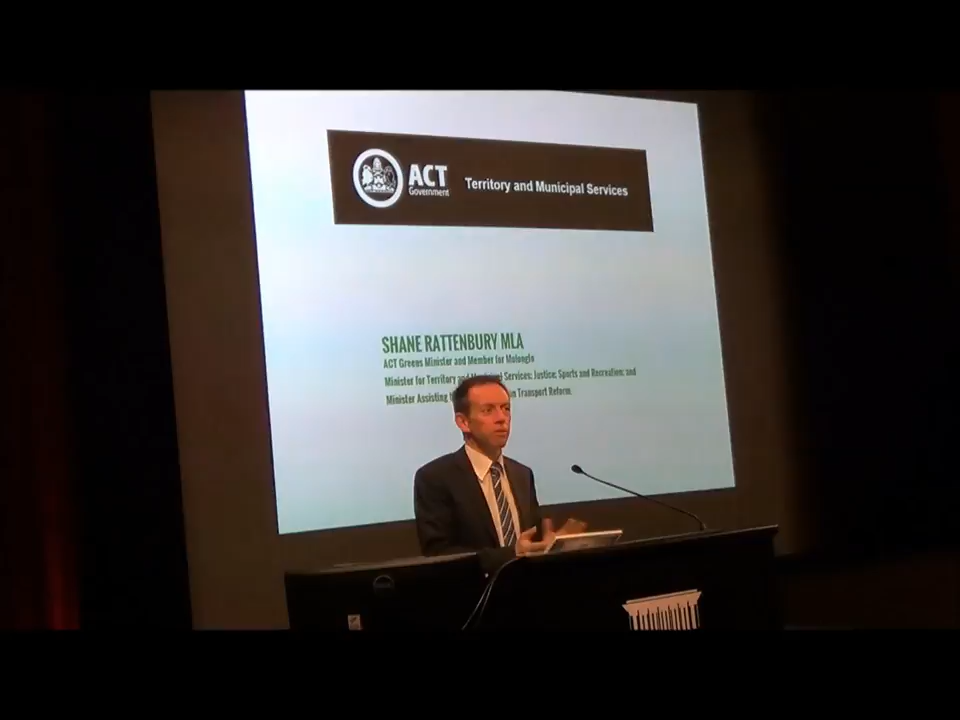 ACT
Government
Territory and Municipal Services
SHANE RATTENBURY MLA
ACT Greens Minister and Member for Molonglo
Minister for Territory and Municipal Services; Justice; Sports and Recreation; and
Minister Assisting Transport Reform